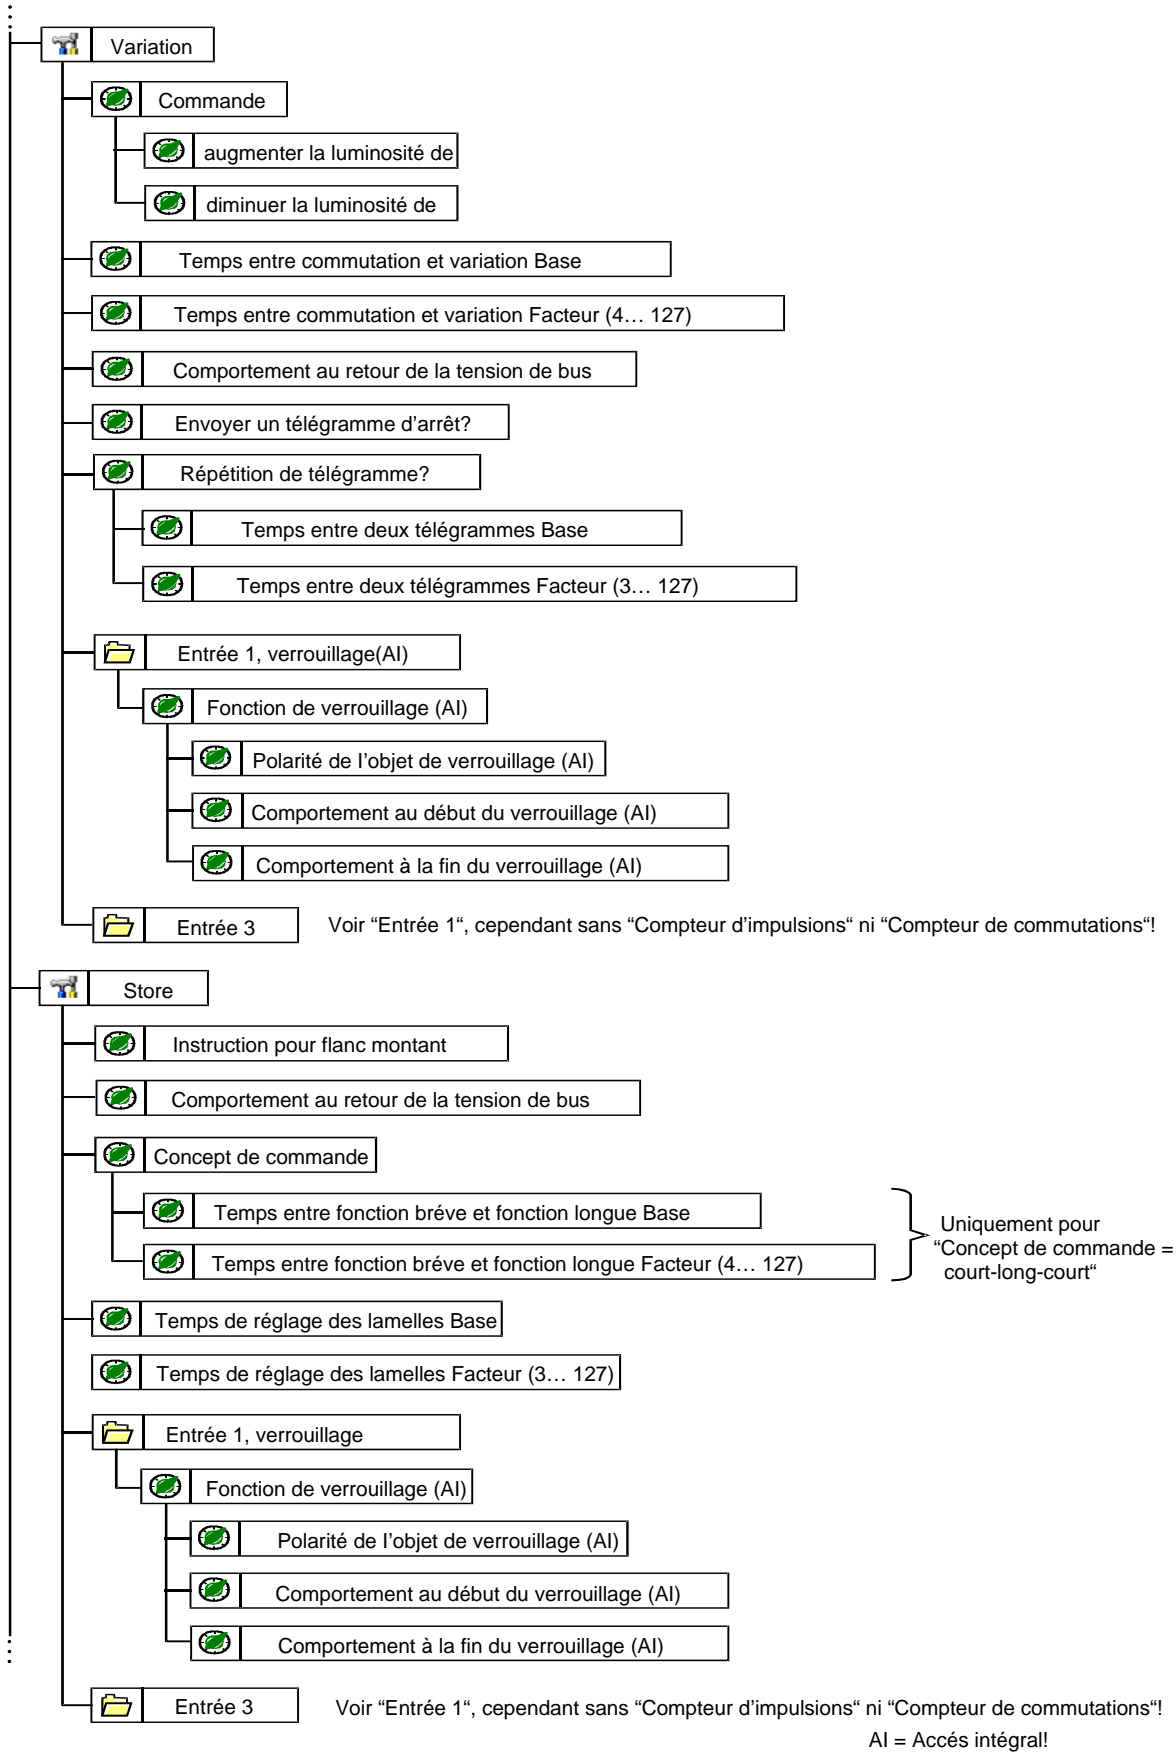 Variation
Commande
augmenter la luminosité de
diminuer la luminosité de
Temps entre commutation et variation Base
Temps entre commutation et variation Facteur (4… 127)
Comportement au retour de la tension de bus
Envoyer un télégramme d’arrêt?
Répétition de télégramme?
Temps entre deux télégrammes Base
Temps entre deux télégrammes Facteur (3… 127)
Entrée 1, verrouillage(AI)
Fonction de verrouillage (AI)
Polarité de l’objet de verrouillage (AI)
Comportement au début du verrouillage (AI)
Comportement à la fin du verrouillage (AI)
Entrée 3
Voir “Entrée 1“, cependant sans “Compteur d’impulsions“ ni “Compteur de commutations“!
Store
Instruction pour flanc montant
Comportement au retour de la tension de bus
Concept de commande
Temps entre fonction bréve et fonction longue Base
Temps entre fonction bréve et fonction longue Facteur (4… 127)
Uniquement pour
“Concept de commande =
court-long-court“
Temps de réglage des lamelles Base
Temps de réglage des lamelles Facteur (3… 127)
Entrée 1, verrouillage
Fonction de verrouillage (AI)
Polarité de l’objet de verrouillage (AI)
Comportement au début du verrouillage (AI)
Comportement à la fin du verrouillage (AI)
Entrée 3
Voir “Entrée 1“, cependant sans “Compteur d’impulsions“ ni “Compteur de commutations“!
AI = Accés intégral!